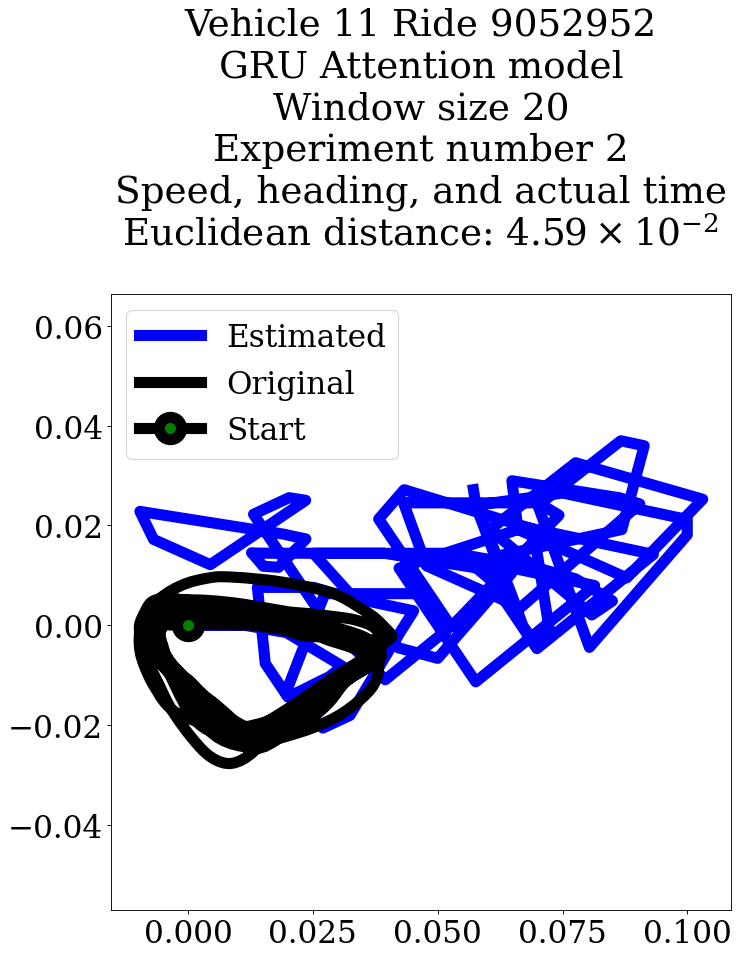 Vehicle 11 Ride 9052952
GRU Attention model
Window size 20
Experiment number 2
Speed, heading, and actual time
Euclidean distance: 4.59 × 10⁻²
Estimated
Original
Start
0.06
0.04
0.02
0.00
−0.02
−0.04
0.000 0.025 0.050 0.075 0.100